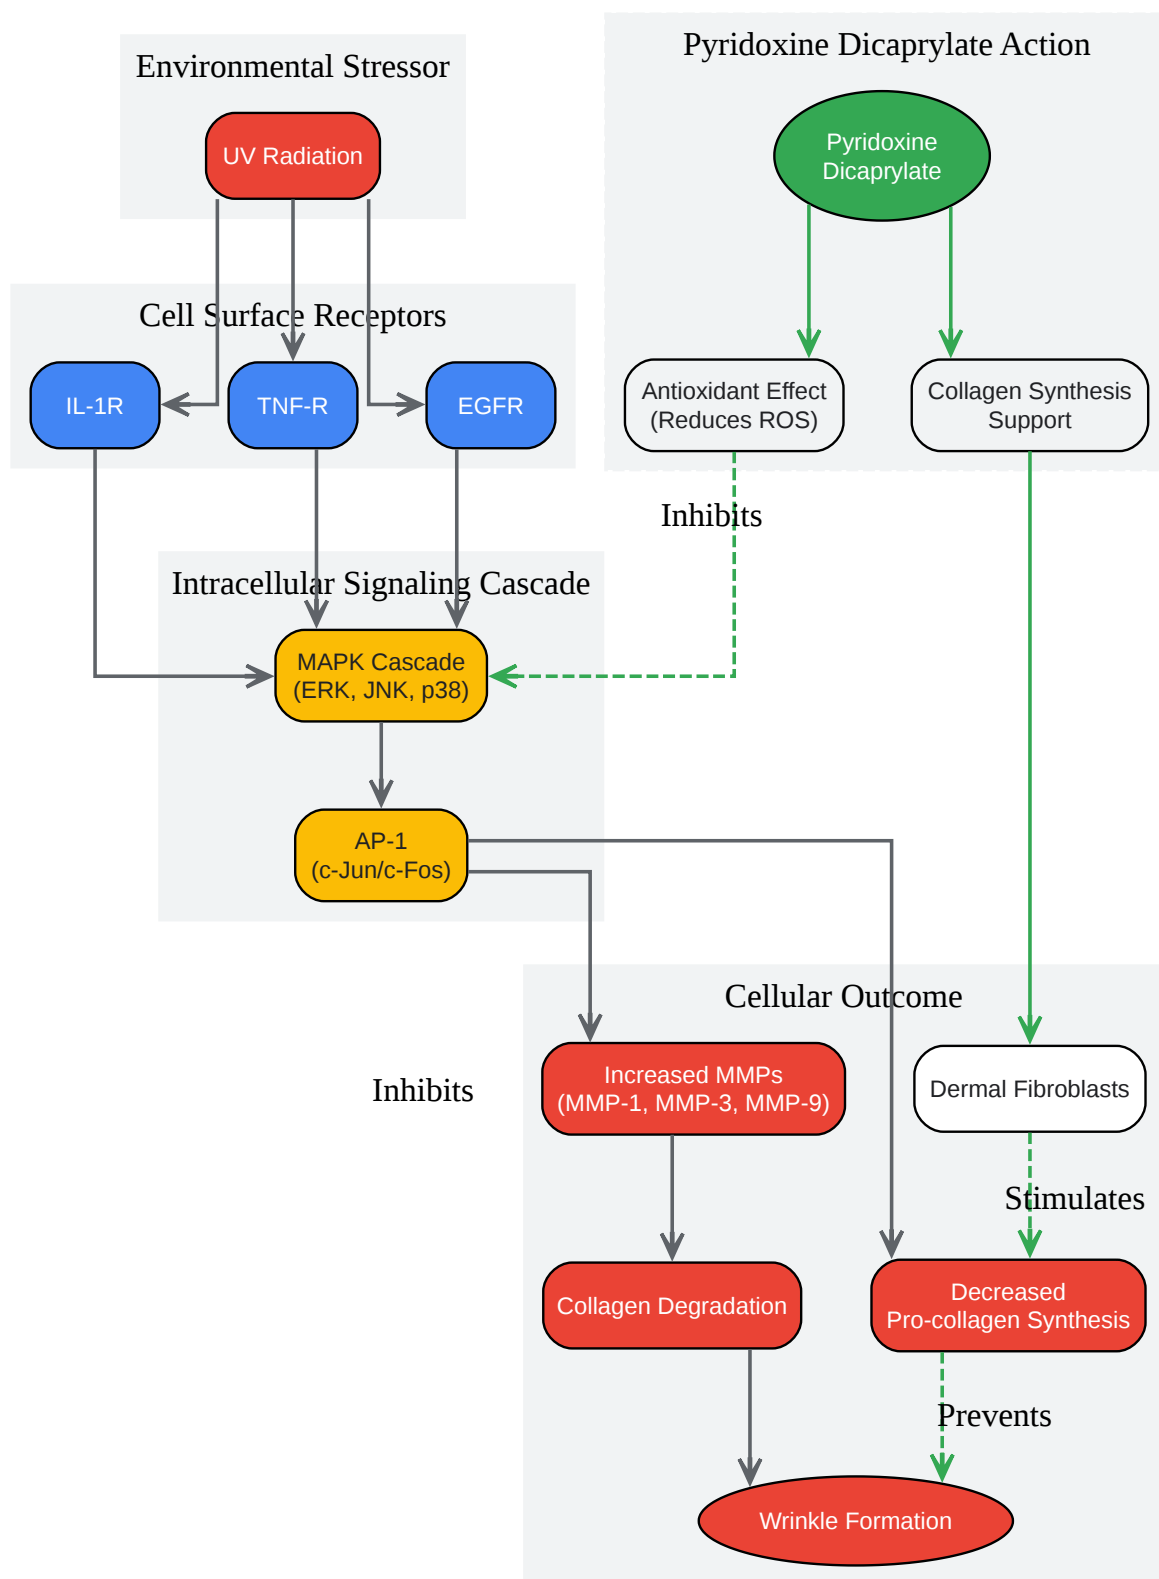 Environmental Stressor
UV Radiation
Pyridoxine Dicaprylate Action
Pyridoxine
Dicaprylate
Cell Surface Receptors
IL-1R
TNF-R
EGFR
Antioxidant Effect
(Reduces ROS)
Collagen Synthesis
Support
Inhibits
Intracellular Signaling Cascade
MAPK Cascade
(ERK, JNK, p38)
AP-1
(c-Jun/c-Fos)
Cellular Outcome
Inhibits
Increased MMPs
(MMP-1, MMP-3, MMP-9)
Dermal Fibroblasts
Stimulates
Collagen Degradation
Decreased
Pro-collagen Synthesis
Prevents
Wrinkle Formation